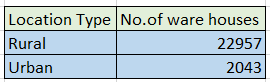 Location Type No.of ware houses
Rural 22957
Urban 2043